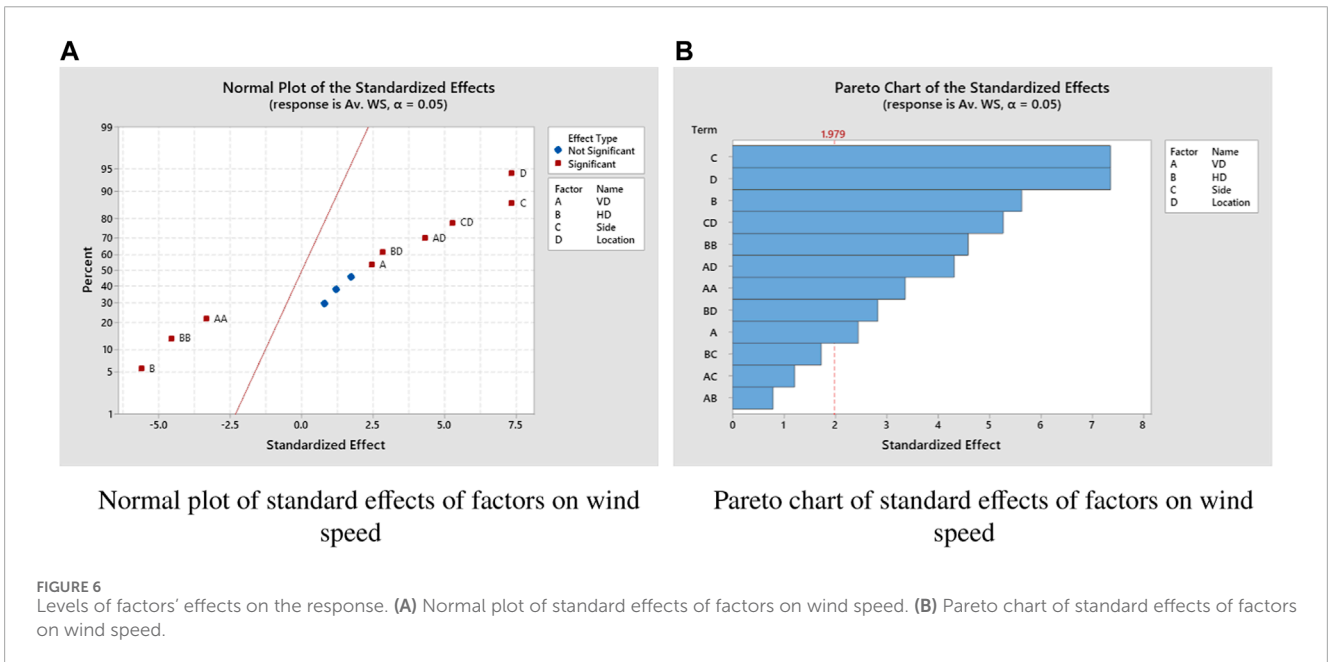 A
Normal Plot of the Standardized Effects
(response is Av. WS, α = 0.05)
99
95
90
80
70
60
50
40
30
20
10
5
1
Percent
D
C
CD
AD
BD
A
AA
BB
B
-5.0 -2.5 0.0 2.5 5.0 7.5
Standardized Effect
Effect Type
Not Significant
Significant
Factor Name
A VD
B HD
C Side
D Location
Normal plot of standard effects of factors on wind
speed
B
Pareto Chart of the Standardized Effects
(response is Av. WS, α = 0.05)
Term
1.979
C
D
B
CD
BB
AD
AA
BD
A
BC
AC
AB
0 1 2 3 4 5 6 7 8
Standardized Effect
Factor Name
A VD
B HD
C Side
D Location
Pareto chart of standard effects of factors on wind
speed
FIGURE 6
Levels of factors’ effects on the response. (A) Normal plot of standard effects of factors on wind speed. (B) Pareto chart of standard effects of factors
on wind speed.